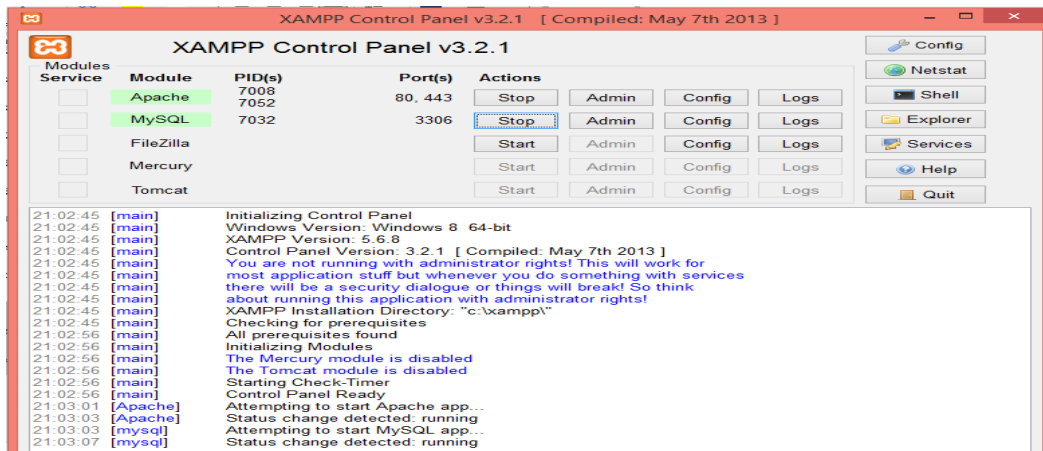 XAMPP Control Panel v3.2.1 [ Compiled: May 7th 2013 ]
XAMPP Control Panel v3.2.1
Config
Modules
Service Module PID(s) Port(s) Actions
Netstat
Apache 7008 7052 80, 443 Stop Admin Config Logs
Shell
MySQL 7032 3306 Stop Admin Config Logs
Explorer
FileZilla Start Admin Config Logs
Services
Mercury Start Admin Config Logs
Help
Tomcat Start Admin Config Logs
Quit
21:02:45 [main] Initializing Control Panel
21:02:45 [main] Windows Version: Windows 8 64-bit
21:02:45 [main] XAMPP Version: 5.6.8
21:02:45 [main] Control Panel Version: 3.2.1 [ Compiled: May 7th 2013 ]
21:02:45 [main] You are not running with administrator rights! This will work for
21:02:45 [main] most application stuff but whenever you do something with services
21:02:45 [main] there will be a security dialogue or things will break! So think
21:02:45 [main] about running this application with administrator rights!
21:02:45 [main] XAMPP Installation Directory: "c:\xampp\"
21:02:45 [main] Checking for prerequisites
21:02:56 [main] All prerequisites found
21:02:56 [main] Initializing Modules
21:02:56 [main] The Mercury module is disabled
21:02:56 [main] The Tomcat module is disabled
21:02:56 [main] Starting Check-Timer
21:02:56 [main] Control Panel Ready
21:03:01 [Apache] Attempting to start Apache app...
21:03:03 [Apache] Status change detected: running
21:03:03 [mysql] Attempting to start MySQL app...
21:03:07 [mysql] Status change detected: running